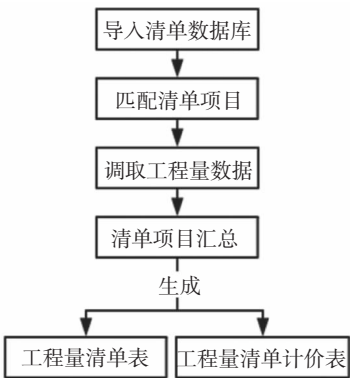 导入清单数据库
匹配清单项目
调取工程量数据
清单项目汇总
生成
工程量清单表
工程量清单计价表